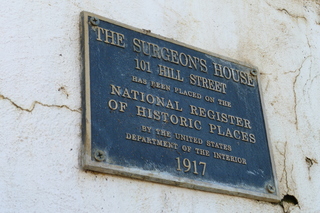 THE SURGEON'S HOUSE
101 HILL STREET
HAS BEEN PLACED ON THE
NATIONAL REGISTER
OF HISTORIC PLACES
BY THE UNITED STATES
DEPARTMENT OF THE INTERIOR
1917